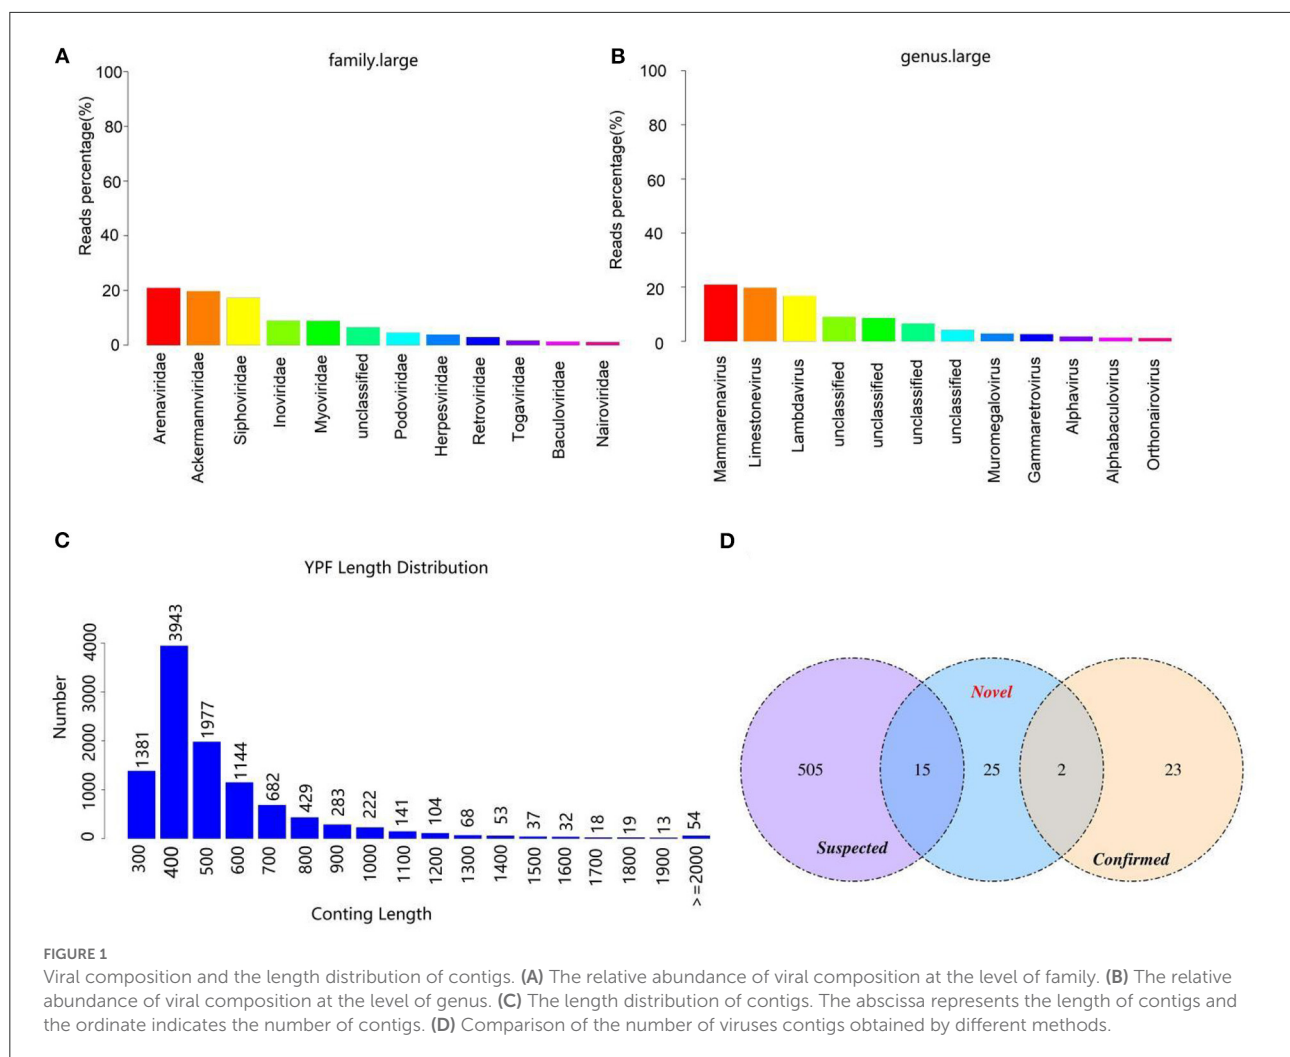 A
family.large
Reads percentage(%)
100
80
60
40
20
0
Arenaviridae
Ackermannviridae
Siphoviridae
Inoviridae
Myoviridae
unclassified
Podoviridae
Herpesviridae
Retroviridae
Togaviridae
Baculoviridae
Nairoviridae
B
genus.large
Reads percentage(%)
100
80
60
40
20
0
Mammarenavirus
Limestonevirus
Lambdavirus
unclassified
unclassified
unclassified
unclassified
Muromegalovirus
Gammaretrovirus
Alphavirus
Alphabaculovirus
Orthonairovirus
C
YPF Length Distribution
Number
4000
3000
2000
1000
0
1381
3943
1977
1144
682
429
283
222
141
104
68
53
37
32
18
19
13
54
300
400
500
600
700
800
900
1000
1100
1200
1300
1400
1500
1600
1700
1800
1900
>=2000
Conting Length
D
Novel
505
15
25
2
23
Suspected
Confirmed
FIGURE 1
Viral composition and the length distribution of contigs. (A) The relative abundance of viral composition at the level of family. (B) The relative
abundance of viral composition at the level of genus. (C) The length distribution of contigs. The abscissa represents the length of contigs and
the ordinate indicates the number of contigs. (D) Comparison of the number of viruses contigs obtained by different methods.